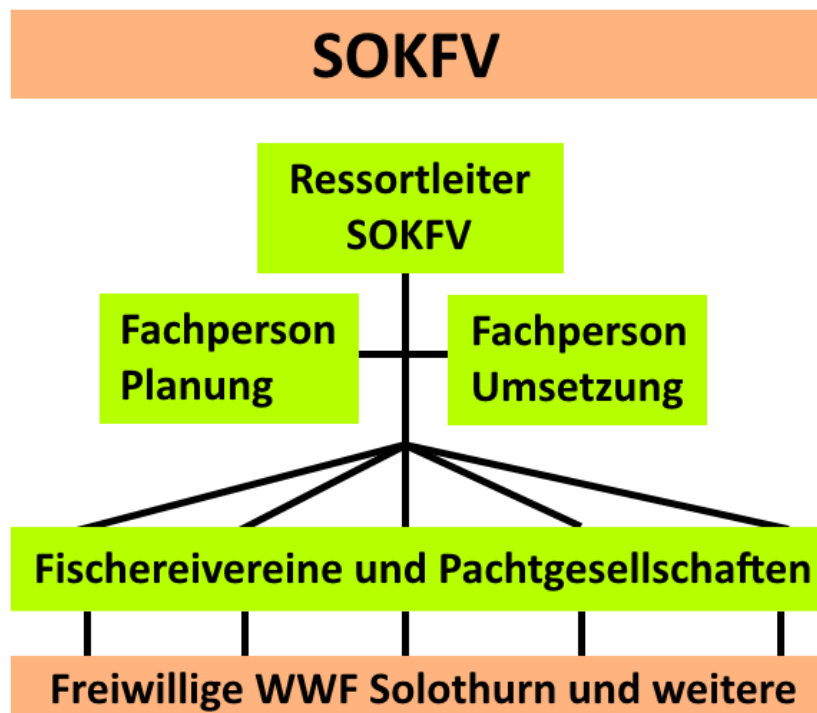 SOKFV
Ressortleiter
SOKFV
Fachperson
Planung
Fachperson
Umsetzung
Fischereivereine und Pachtgesellschaften
Freiwillige WWF Solothurn und weitere